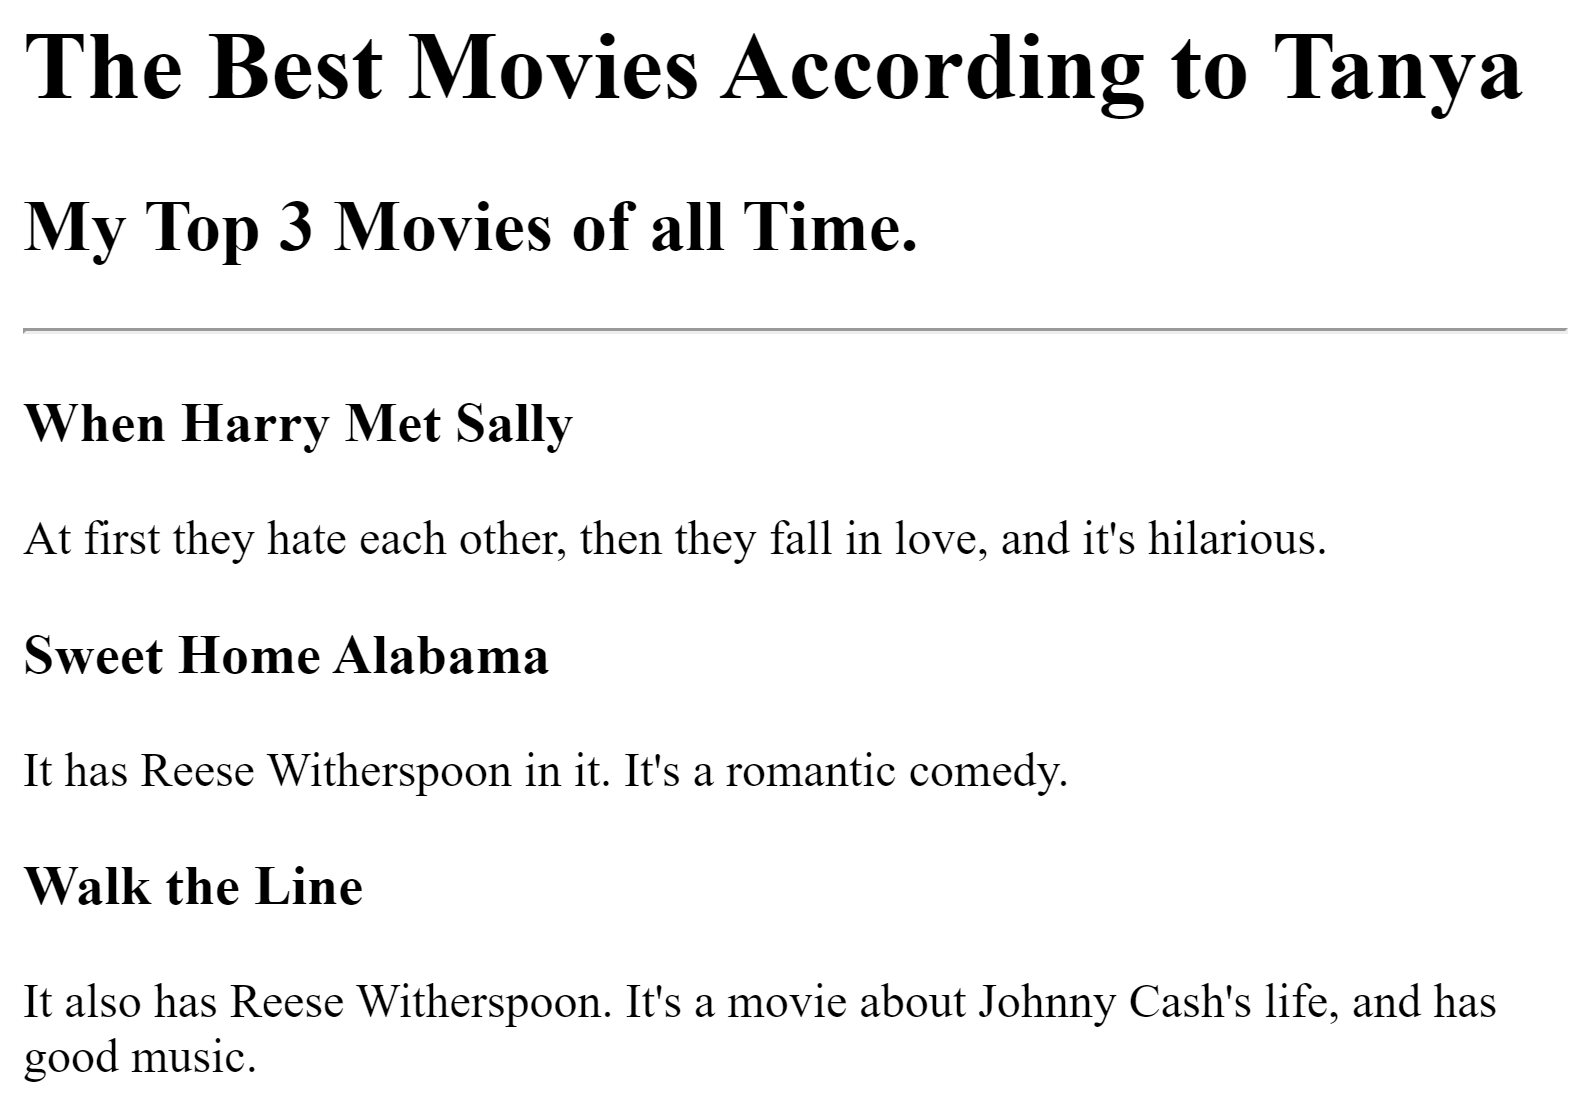 The Best Movies According to Tanya
My Top 3 Movies of all Time.
When Harry Met Sally
At first they hate each other, then they fall in love, and it's hilarious.
Sweet Home Alabama
It has Reese Witherspoon in it. It's a romantic comedy.
Walk the Line
It also has Reese Witherspoon. It's a movie about Johnny Cash's life, and has
good music.